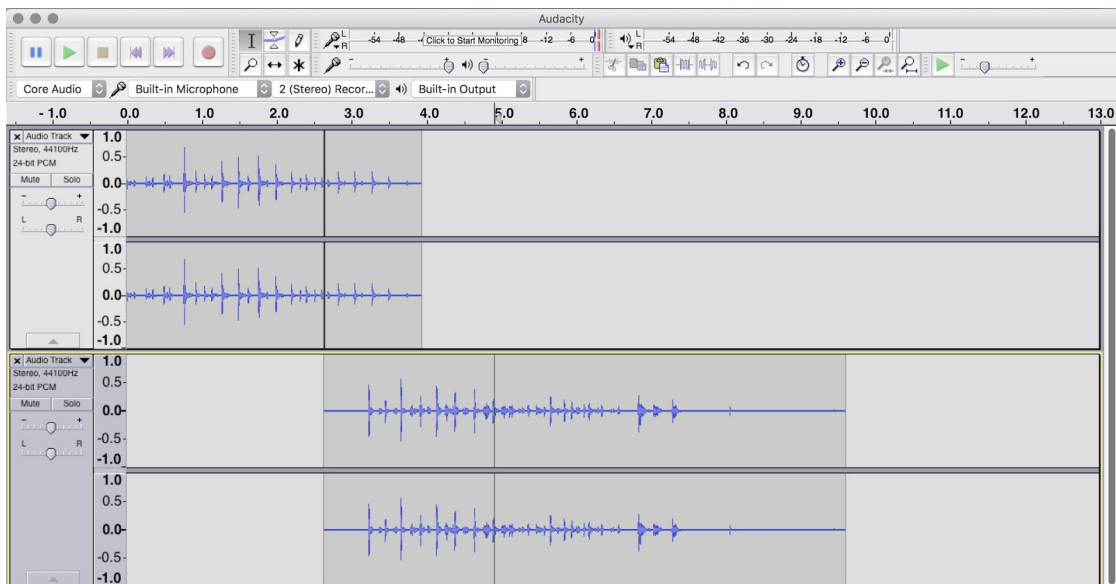 Audacity
L
R
-54 -48 -4 Click to Start Monitoring 8 -12 -6 0
L
R
-54 -48 -42 -36 -30 -24 -18 -12 -6 0
- + - +
- +
Core Audio Built-in Microphone 2 (Stereo) Recor... Built-in Output
- 1.0 0.0 1.0 2.0 3.0 4.0 5.0 6.0 7.0 8.0 9.0 10.0 11.0 12.0 13.0
x Audio Track
Stereo, 44100Hz
24-bit PCM
Mute Solo
- +
L R
1.0
0.5-
0.0-
-0.5-
-1.0
1.0
0.5-
0.0-
-0.5-
-1.0
x Audio Track
Stereo, 44100Hz
24-bit PCM
Mute Solo
- +
L R
1.0
0.5-
0.0-
-0.5-
-1.0
1.0
0.5-
0.0-
-0.5-
-1.0